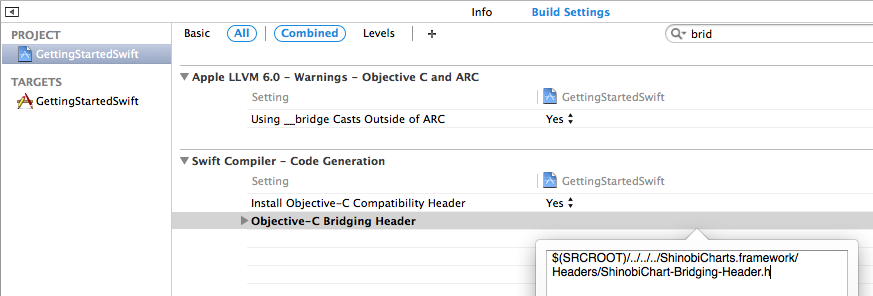 Info Build Settings
PROJECT
GettingStartedSwift
TARGETS
GettingStartedSwift
Basic All Combined Levels + brid
Apple LLVM 6.0 - Warnings - Objective C and ARC
Setting GettingStartedSwift
Using __bridge Casts Outside of ARC Yes
Swift Compiler - Code Generation
Setting GettingStartedSwift
Install Objective-C Compatibility Header Yes
Objective-C Bridging Header
$(SRCROOT)/../../../ShinobiCharts.framework/
Headers/ShinobiChart-Bridging-Header.h